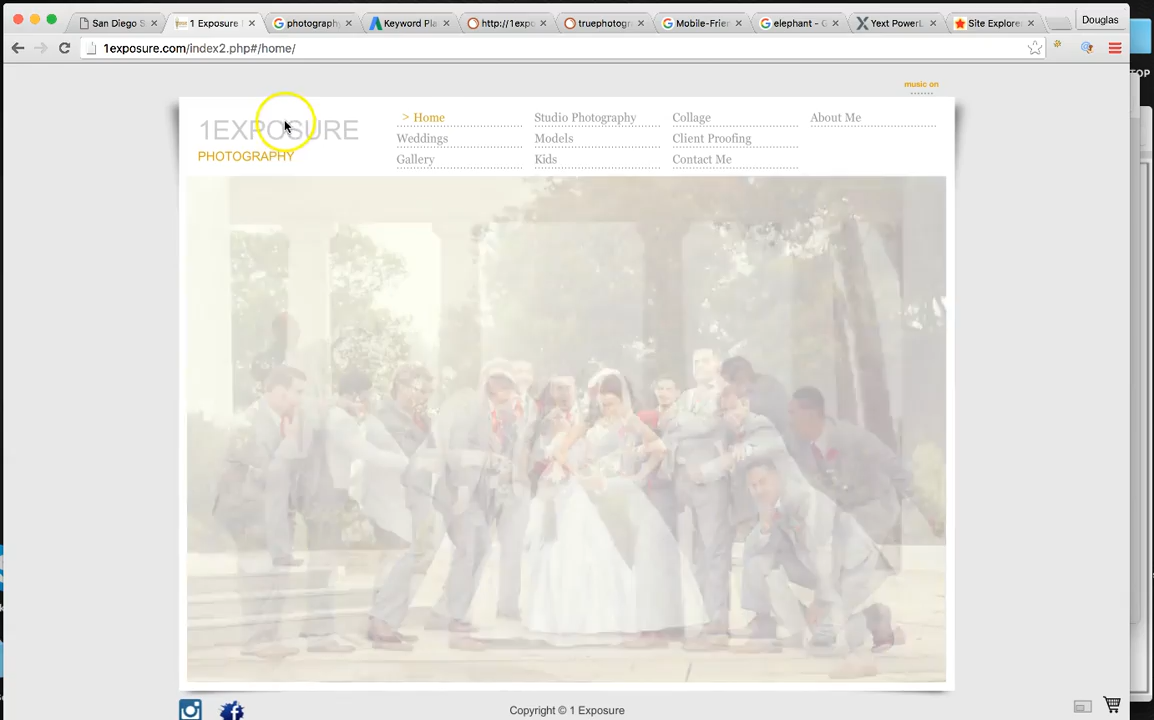 San Diego S
1 Exposure
photograph
Keyword Pla
http://1expo
truephotogr
Mobile-Frie
elephant - G
Yext PowerL
Site Explore
Douglas
1exposure.com/index2.php#/home/
TOP
music on
1EXPOSURE
PHOTOGRAPHY
> Home
Studio Photography
Collage
About Me
Weddings
Models
Client Proofing
Gallery
Kids
Contact Me
Copyright © 1 Exposure